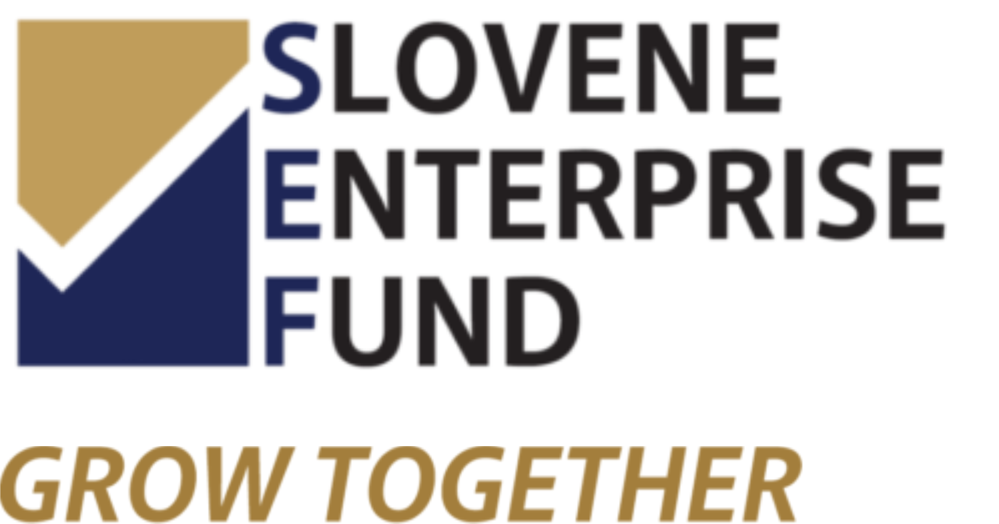 SLOVENE
ENTERPRISE
FUND
GROW TOGETHER